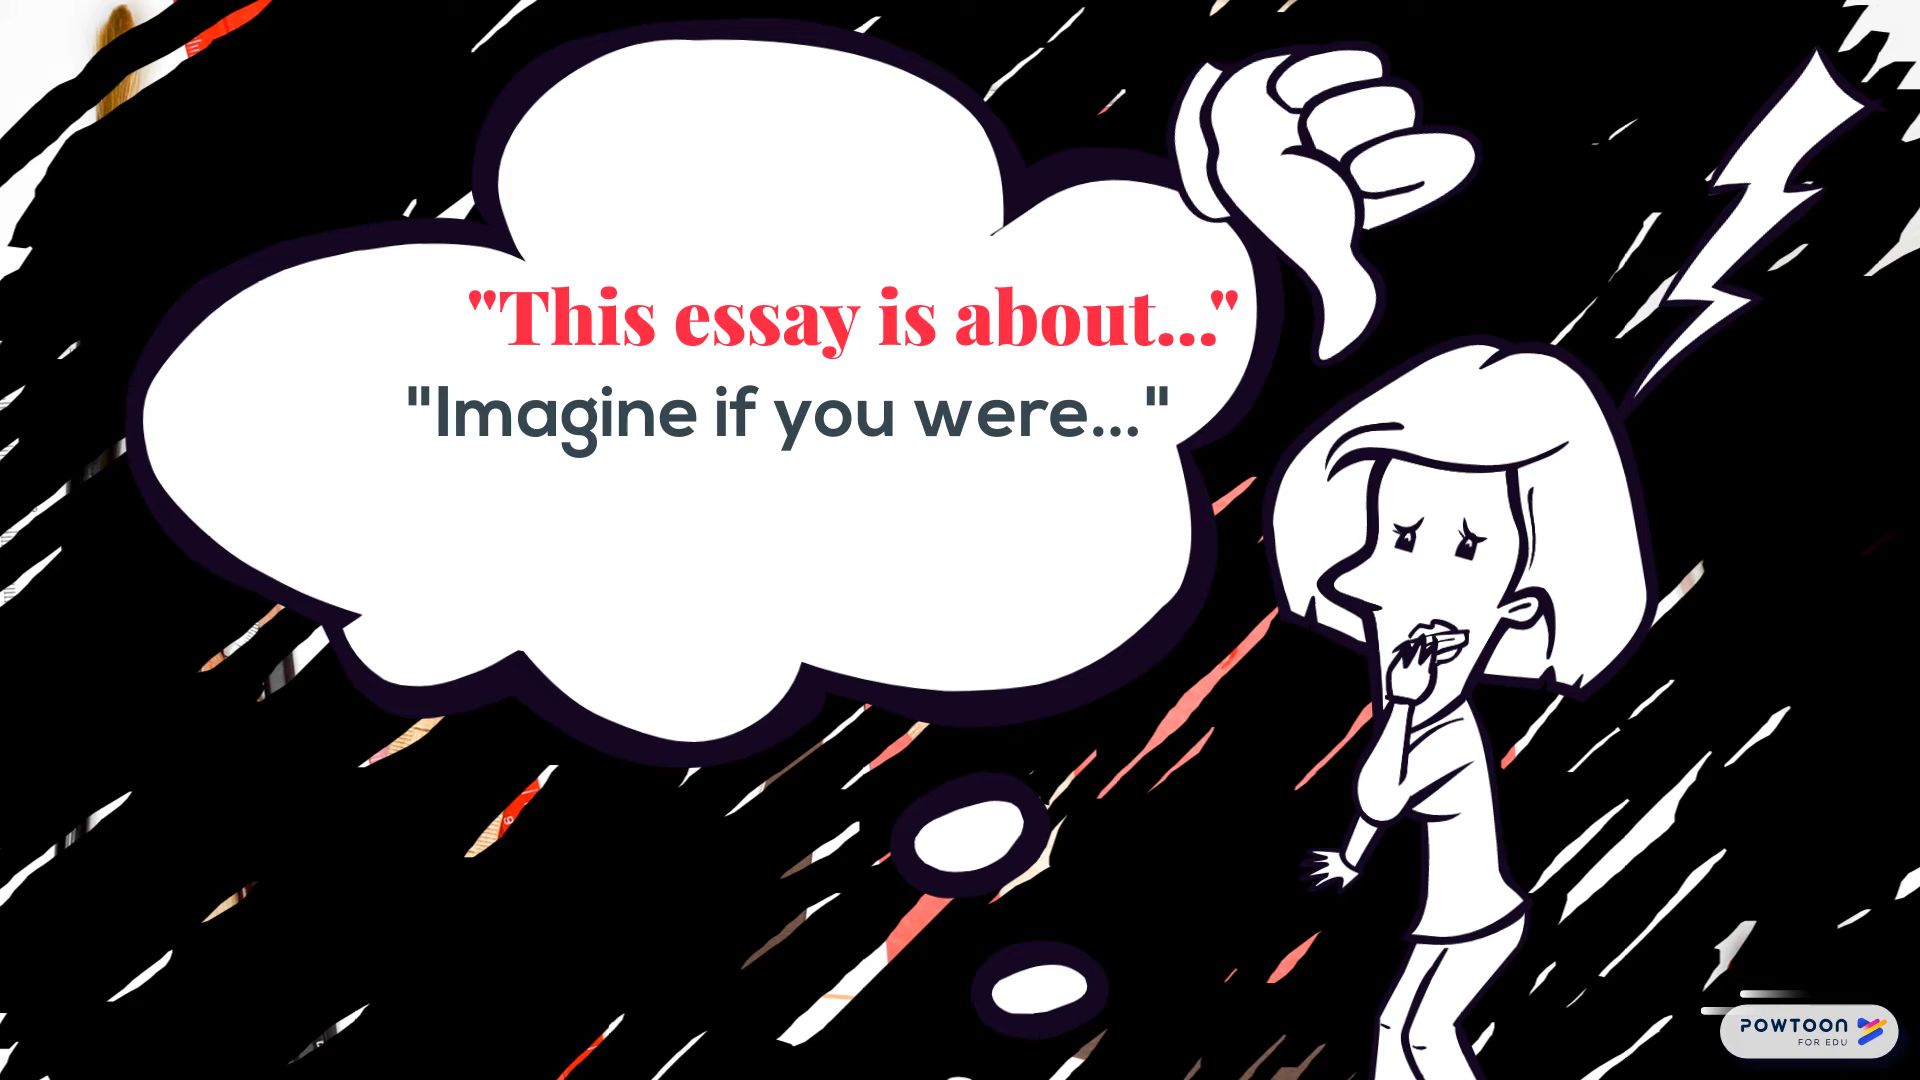 "This essay is about..."
"Imagine if you were..."
POWTOON
FOR EDU